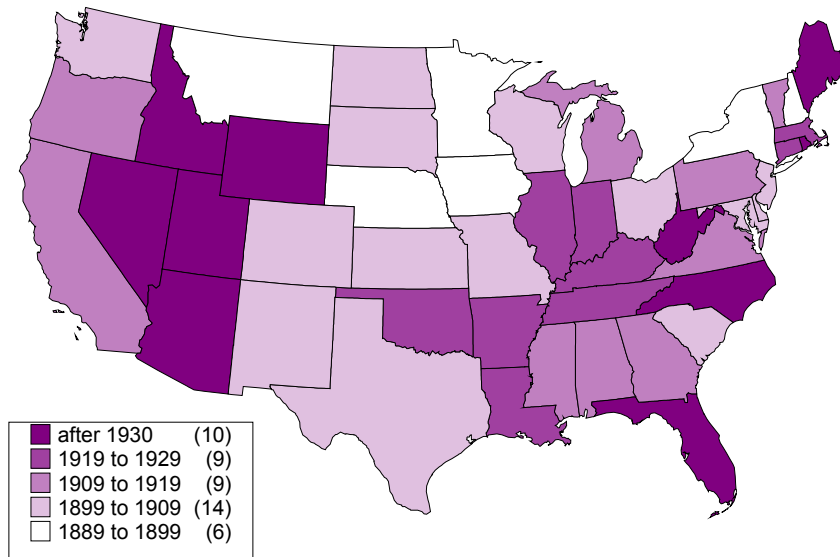 after 1930 (10)
1919 to 1929 (9)
1909 to 1919 (9)
1899 to 1909 (14)
1889 to 1899 (6)